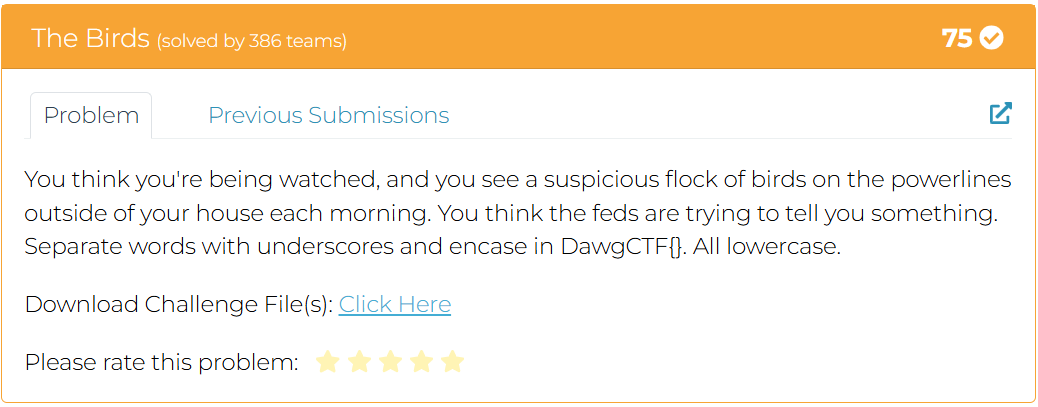 The Birds (solved by 386 teams) 75
Problem Previous Submissions
You think you're being watched, and you see a suspicious flock of birds on the powerlines
outside of your house each morning. You think the feds are trying to tell you something.
Separate words with underscores and encase in DawgCTF{}. All lowercase.
Download Challenge File(s): Click Here
Please rate this problem: